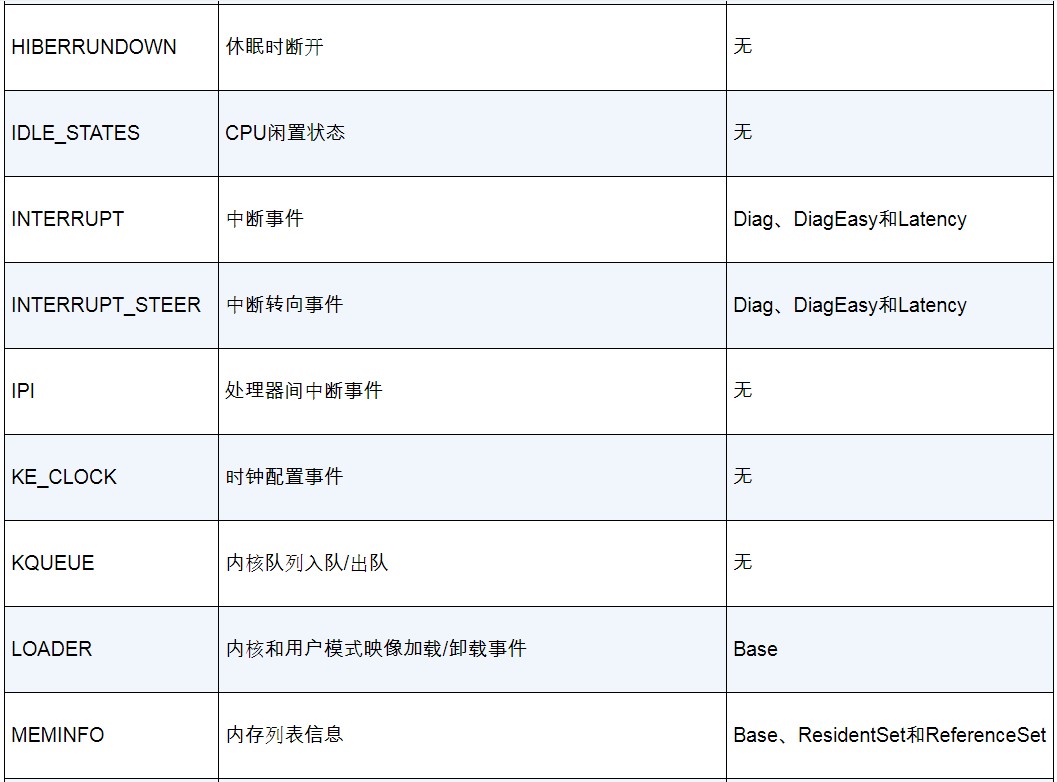 HIBERRUNDOWN 休眠时断开 无
IDLE_STATES CPU闲置状态 无
INTERRUPT 中断事件 Diag、DiagEasy和Latency
INTERRUPT_STEER 中断转向事件 Diag、DiagEasy和Latency
IPI 处理器间中断事件 无
KE_CLOCK 时钟配置事件 无
KQUEUE 内核队列入队/出队 无
LOADER 内核和用户模式映像加载/卸载事件 Base
MEMINFO 内存列表信息 Base、ResidentSet和ReferenceSet